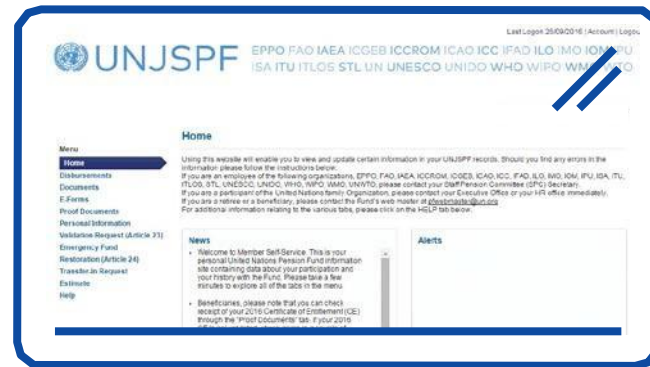 Last Logon 26/09/2016 | Account | Logou
UNJSPF
EPPO FAO IAEA ICGEB ICCROM ICAO ICC IFAD ILO IMO IOM PU
ISA ITU ITLOS STL UN UNESCO UNIDO WHO WIPO WMO WTO
Home
Menu
Home
Disbursements
Documents
E-Forms
Proof Documents
Personal Information
Validation Request (Article 23)
Emergency Fund
Restoration (Article 24)
Transfer-in Request
Estimate
Help
Using this website will enable you to view and update certain information in your UNJSPF records. Should you find any errors in the
information please follow the instructions below:
If you are an employee of the following organizations, EPPO, FAO, IAEA, ICCROM, ICGEB, ICAO, ICC, IFAD, ILO, IMO, IOM, IPU, ISA, ITU,
ITLOS, STL, UNESCO, UNIDO, WHO, WIPO, WMO, UNWTO, please contact your Staff Pension Committee (SPC) Secretary.
If you are a participant of the United Nations family Organization, please contact your Executive Office or your HR office immediately.
If you are a retiree or a beneficiary, please contact the Fund's web master at pfwebmaster@un.org
For additional information relating to the various tabs, please click on the HELP tab below.
News
• Welcome to Member Self-Service. This is your
personal United Nations Pension Fund information
site containing data about your participation and
your history with the Fund. Please take a few
minutes to explore all of the tabs in the menu
• Beneficiaries, please note that you can check
receipt of your 2016 Certificate of Entitlement (CE)
through the "Proof Documents" tab. If your 2016
Alerts